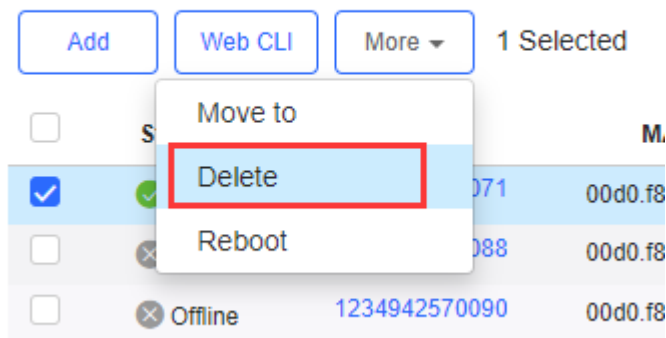 Add Web CLI More 1 Selected
Move to
Delete 071 00d0.f8
Reboot 088 00d0.f8
Offline 1234942570090 00d0.f8